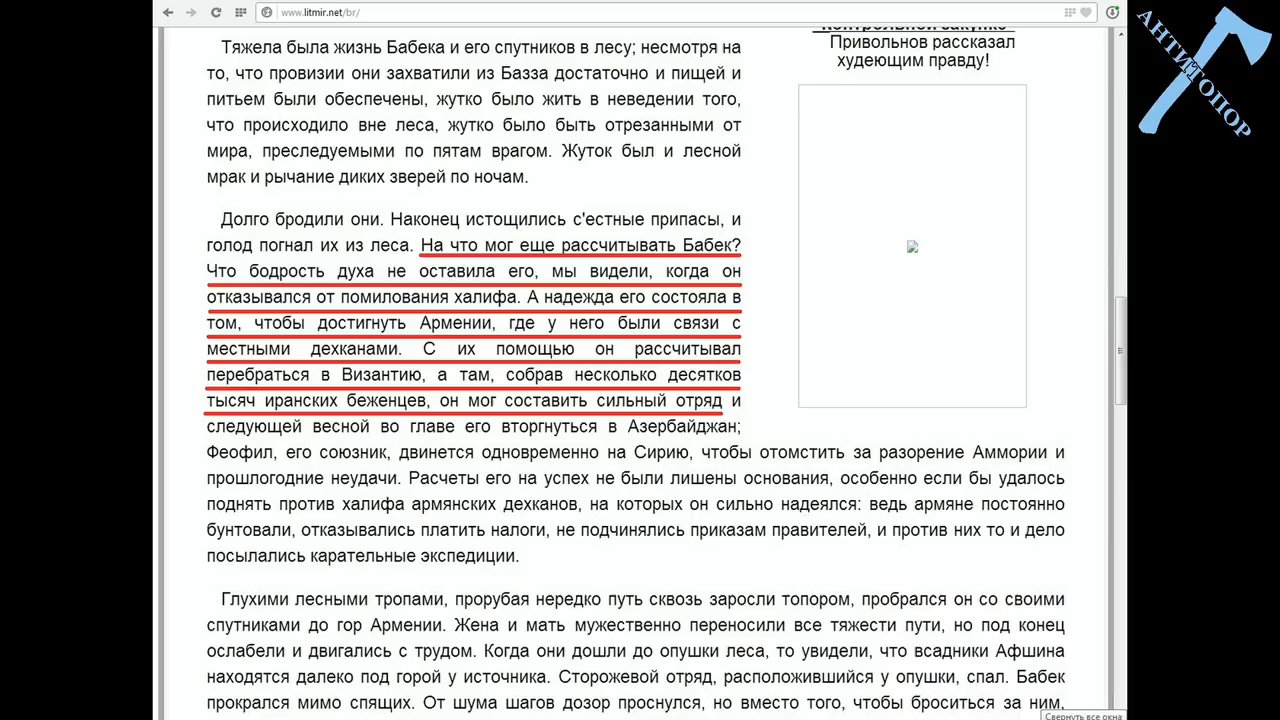 www.litmir.net/br/
Контрольной закупке
Привольнов рассказал
худеющим правду!
АНТИТОПОР
Тяжела была жизнь Бабека и его спутников в лесу; несмотря на
то, что провизии они захватили из Базза достаточно и пищей и
питьем были обеспечены, жутко было жить в неведении того,
что происходило вне леса, жутко было быть отрезанными от
мира, преследуемыми по пятам врагом. Жуток был и лесной
мрак и рычание диких зверей по ночам.
Долго бродили они. Наконец истощились с'естные припасы, и
голод погнал их из леса. На что мог еще рассчитывать Бабек?
Что бодрость духа не оставила его, мы видели, когда он
отказывался от помилования халифа. А надежда его состояла в
том, чтобы достигнуть Армении, где у него были связи с
местными дехканами. С их помощью он рассчитывал
перебраться в Византию, а там, собрав несколько десятков
тысяч иранских беженцев, он мог составить сильный отряд и
следующей весной во главе его вторгнуться в Азербайджан;
Феофил, его союзник, двинется одновременно на Сирию, чтобы отомстить за разорение Аммории и
прошлогодние неудачи. Расчеты его на успех не были лишены основания, особенно если бы удалось
поднять против халифа армянских дехканов, на которых он сильно надеялся: ведь армяне постоянно
бунтовали, отказывались платить налоги, не подчинялись приказам правителей, и против них то и дело
посылались карательные экспедиции.
Глухими лесными тропами, прорубая нередко путь сквозь заросли топором, пробрался он со своими
спутниками до гор Армении. Жена и мать мужественно переносили все тяжести пути, но под конец
ослабели и двигались с трудом. Когда они дошли до опушки леса, то увидели, что всадники Афшина
находятся далеко под горой у источника. Сторожевой отряд, расположившийся у опушки, спал. Бабек
прокрался мимо спящих. От шума шагов дозор проснулся, но вместо того, чтобы броситься за ним,
Свернуть все окна